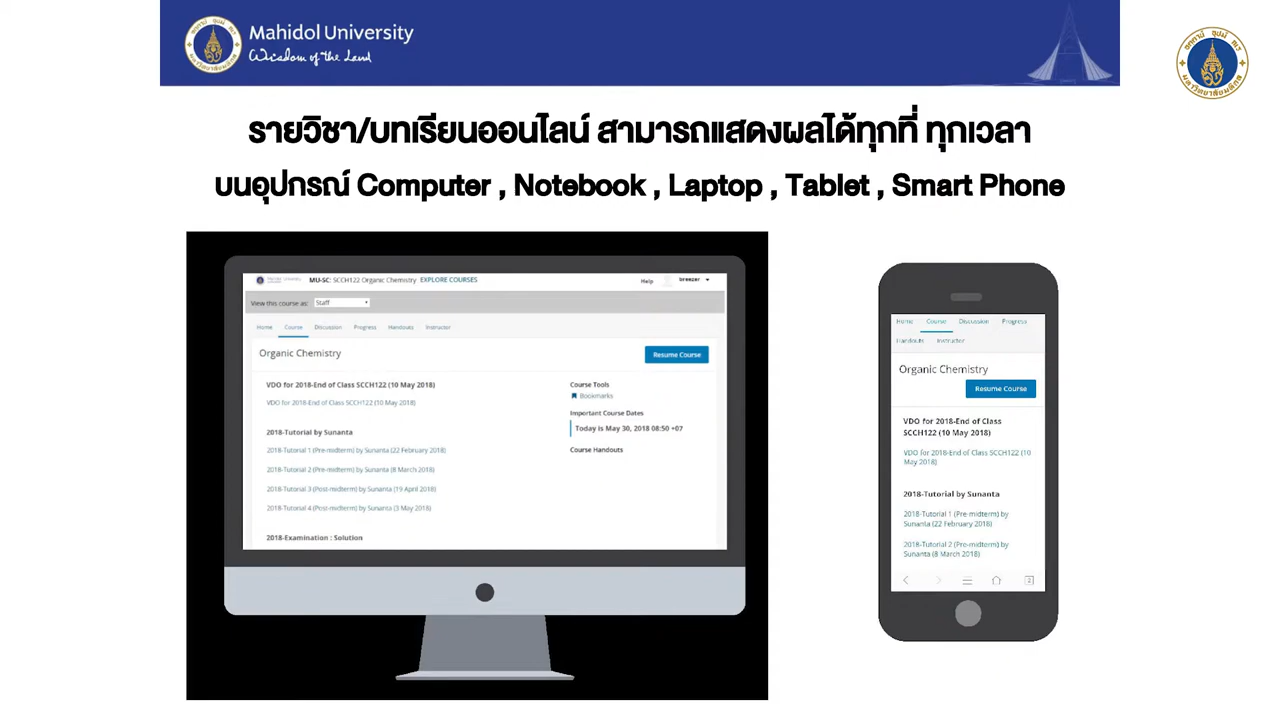 Mahidol University
Wisdom of the Land
รายวิชา/บทเรียนออนไลน์ สามารถแสดงผลได้ทุกที่ ทุกเวลา
บนอุปกรณ์ Computer , Notebook , Laptop , Tablet , Smart Phone
MU-SC: SCCH122 Organic Chemistry EXPLORE COURSES
Help
breezer
View this course as: Staff
Home Course Discussion Progress Handouts Instructor
Organic Chemistry
Resume Course
VDO for 2018-End of Class SCCH122 (10 May 2018)
VDO for 2018-End of Class SCCH122 (10 May 2018)
2018-Tutorial by Sunanta
2018-Tutorial 1 (Pre-midterm) by Sunanta (22 February 2018)
2018-Tutorial 2 (Pre-midterm) by Sunanta (8 March 2018)
2018-Tutorial 3 (Post-midterm) by Sunanta (19 April 2018)
2018-Tutorial 4 (Post-midterm) by Sunanta (3 May 2018)
2018-Examination : Solution
Course Tools
Bookmarks
Important Course Dates
Today is May 30, 2018 08:50 +07
Course Handouts
Home Course Discussion Progress
Handouts Instructor
Organic Chemistry
Resume Course
VDO for 2018-End of Class
SCCH122 (10 May 2018)
VDO for 2018-End of Class SCCH122 (10
May 2018)
2018-Tutorial by Sunanta
2018-Tutorial 1 (Pre-midterm) by
Sunanta (22 February 2018)
2018-Tutorial 2 (Pre-midterm) by
Sunanta (8 March 2018)
2